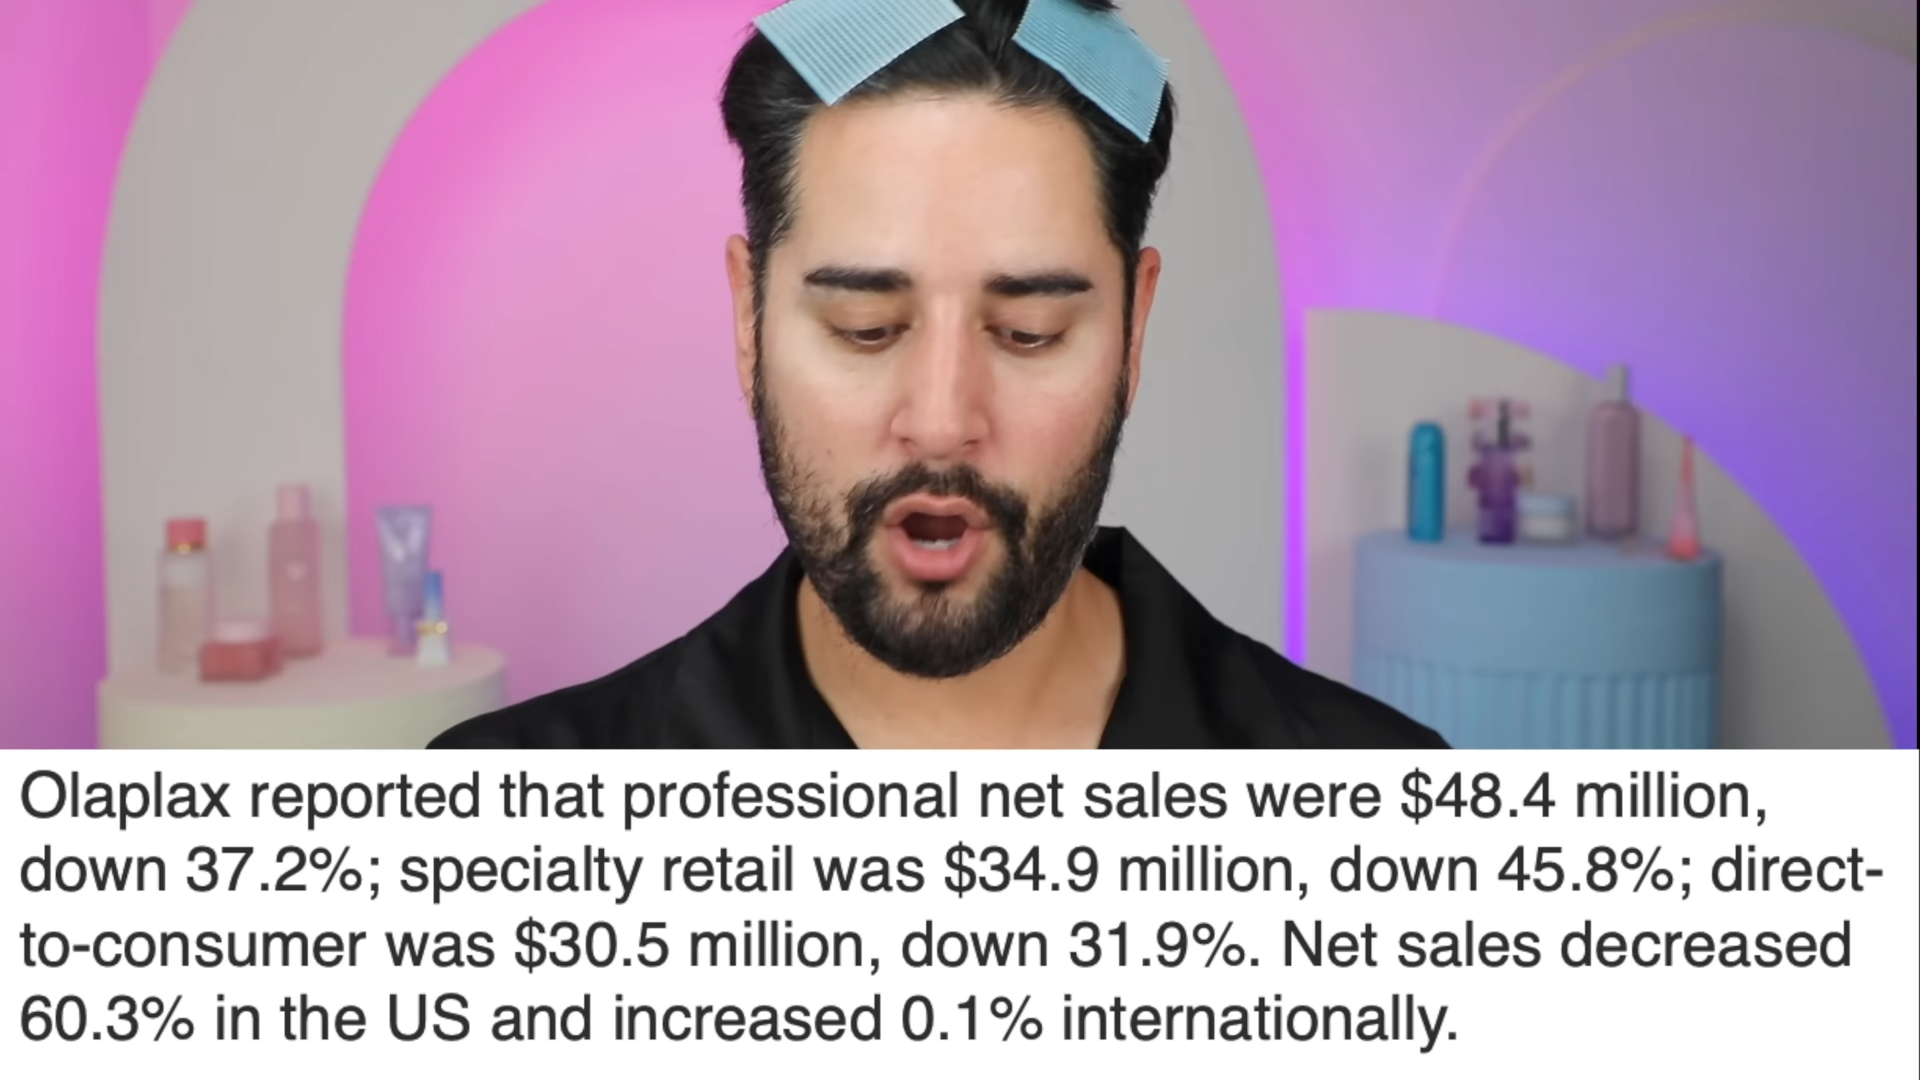 Olaplax reported that professional net sales were $48.4 million,
down 37.2%; specialty retail was $34.9 million, down 45.8%; direct-
to-consumer was $30.5 million, down 31.9%. Net sales decreased
60.3% in the US and increased 0.1% internationally.